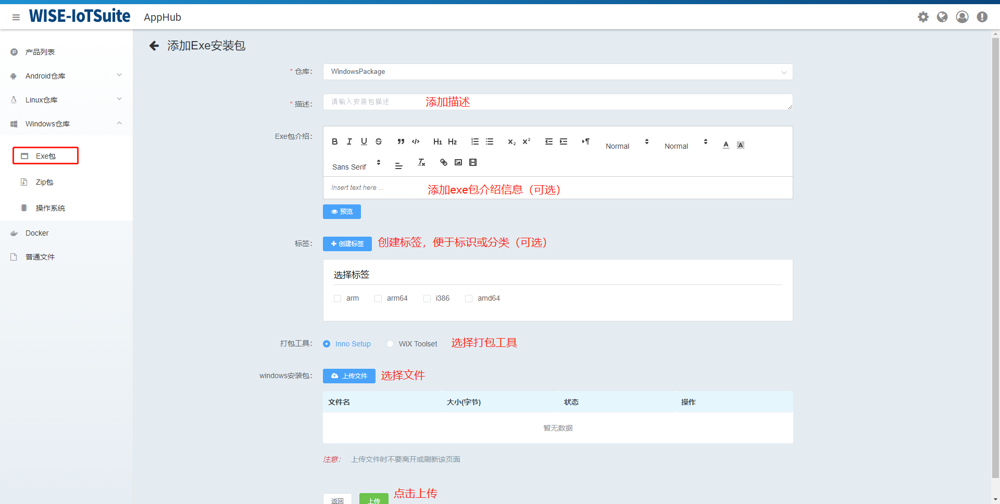 WISE-IoTSuite AppHub
产品列表
Android仓库
Linux仓库
Windows仓库
Exe包
Zip包
操作系统
Docker
普通文件
添加Exe安装包
* 仓库： WindowsPackage
* 描述： 请输入安装包描述 添加描述
Exe包介绍：
B I U S H1 H2 X2 X2 Normal Normal A A
Sans Serif
Insert text here ... 添加exe包介绍信息（可选）
预览
标签： 创建标签 创建标签，便于标识或分类（可选）
选择标签
arm arm64 i386 amd64
打包工具： Inno Setup WiX Toolset 选择打包工具
windows安装包： 上传文件 选择文件
文件名 大小(字节) 状态 操作
暂无数据
注意： 上传文件时不要离开或刷新该页面
返回 上传 点击上传